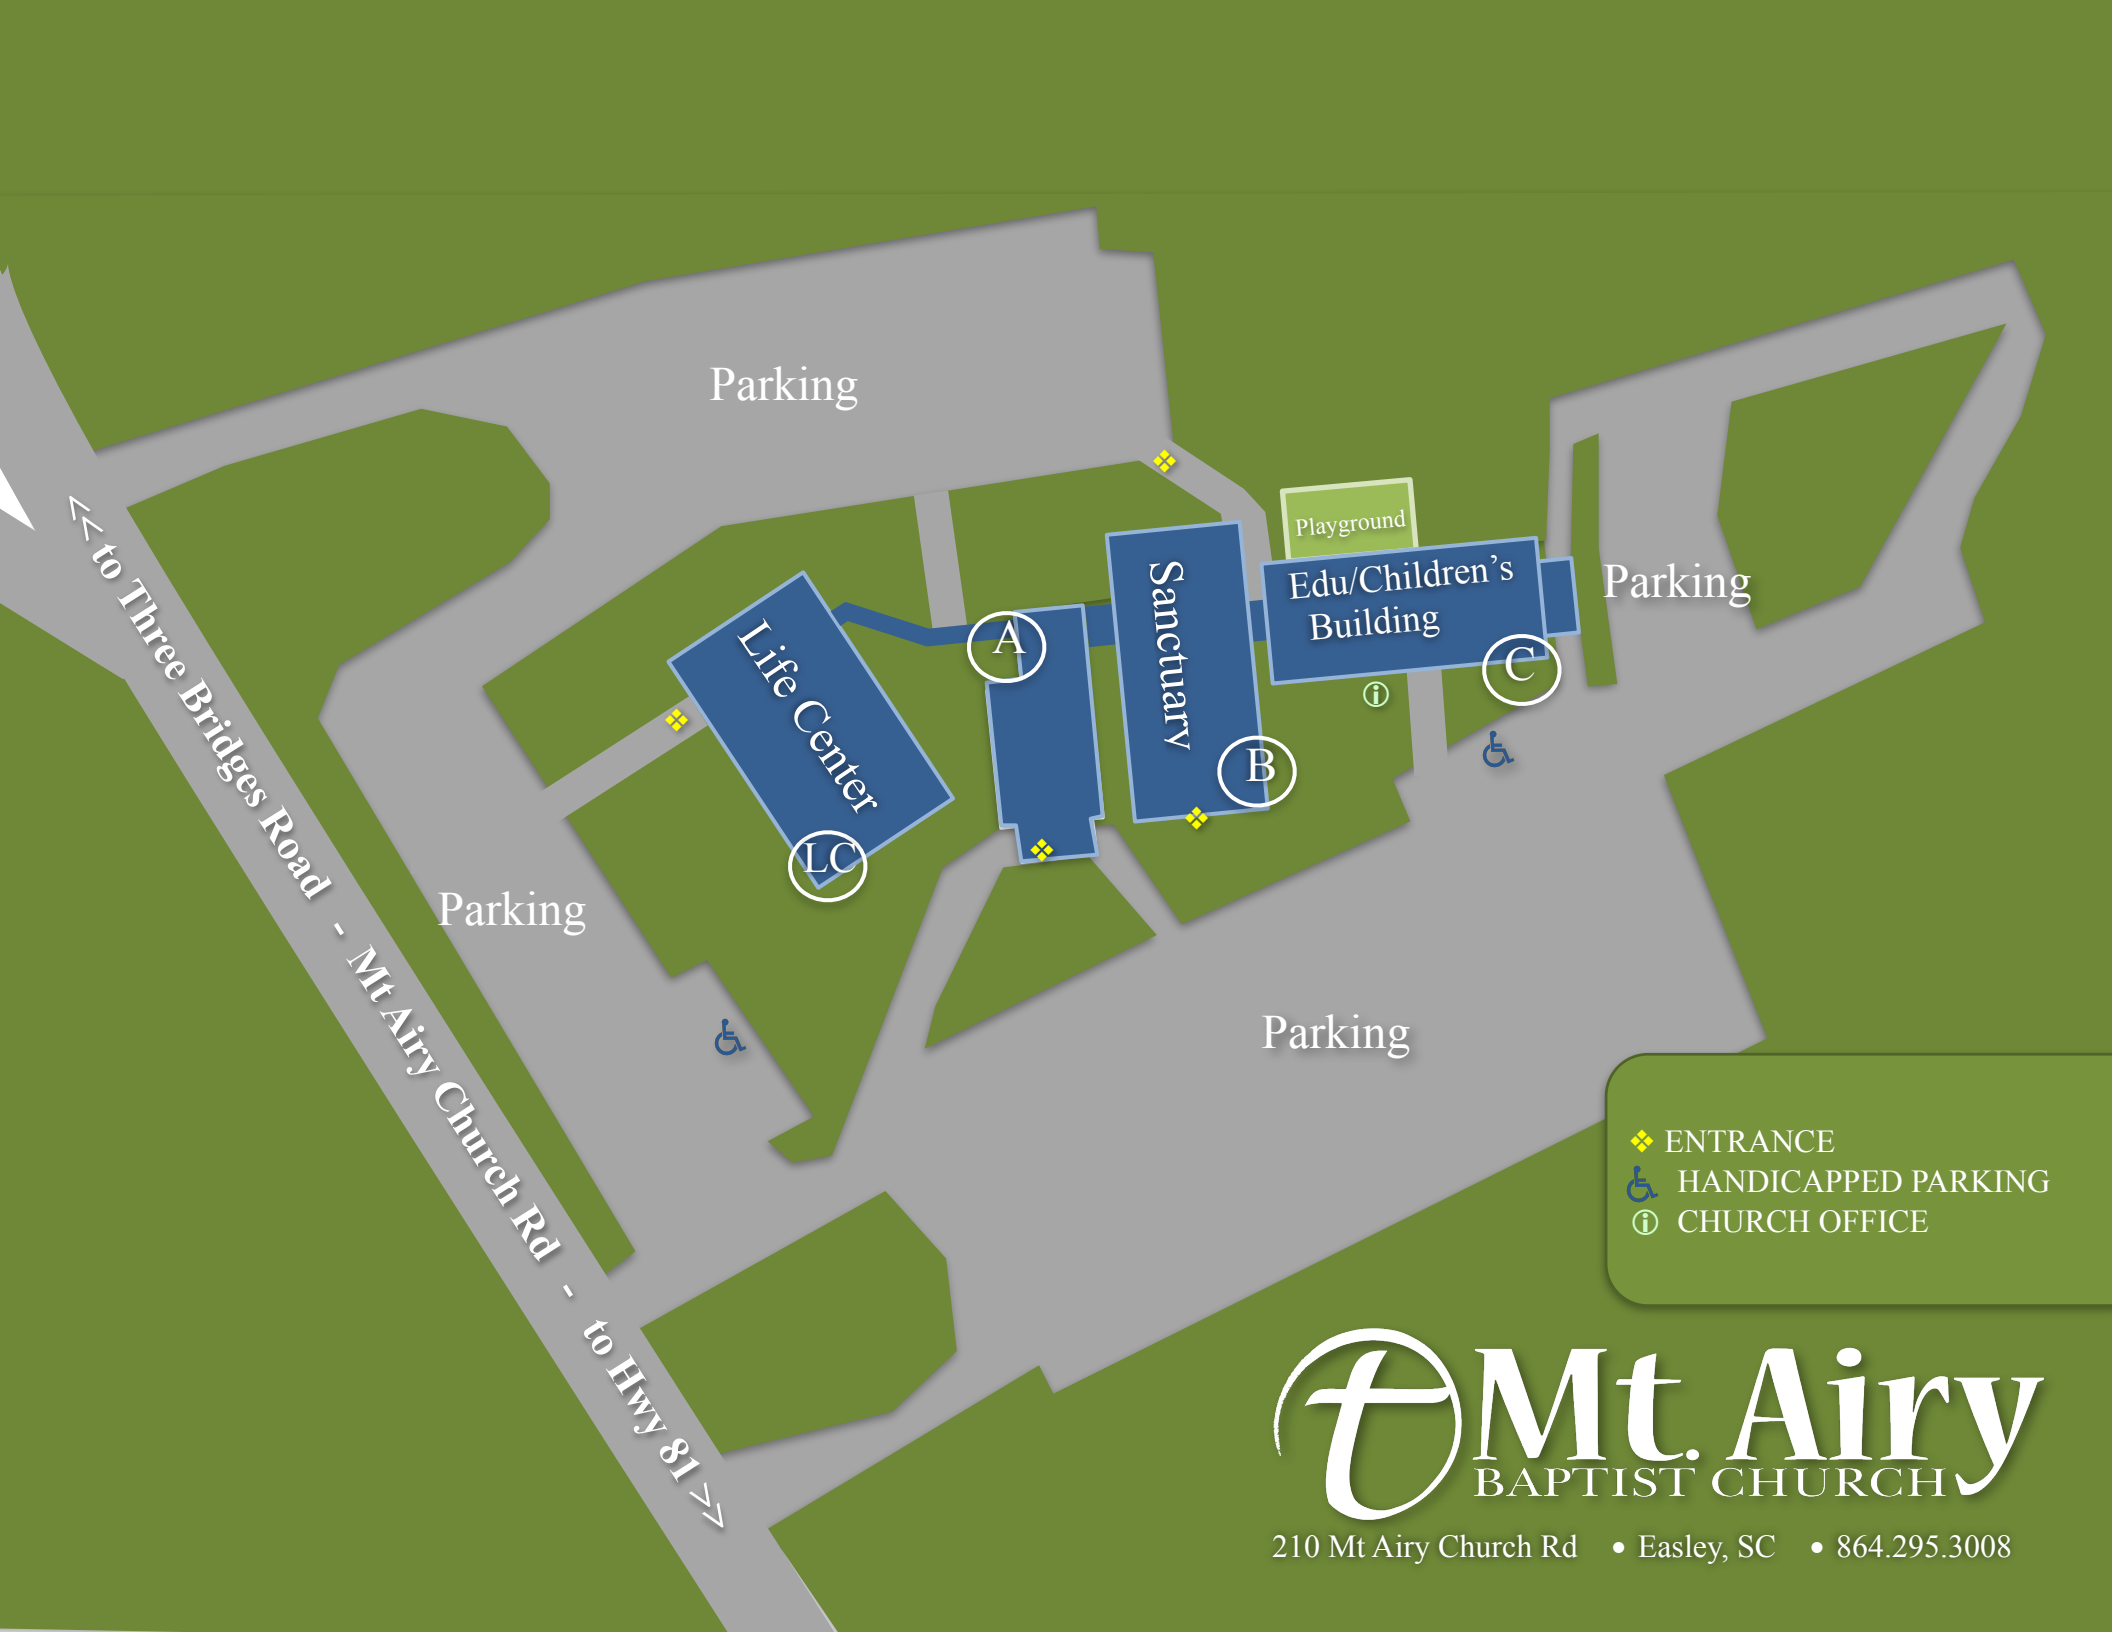 Parking
Playground
Edu/Children's
Building
Parking
Sanctuary
Life Center
A
C
B
LC
<< to Three Bridges Road - Mt Airy Church Rd - to Hwy 81 >>
Parking
Parking
ENTRANCE
HANDICAPPED PARKING
CHURCH OFFICE
Mt. Airy
BAPTIST CHURCH
210 Mt Airy Church Rd • Easley, SC • 864.295.3008